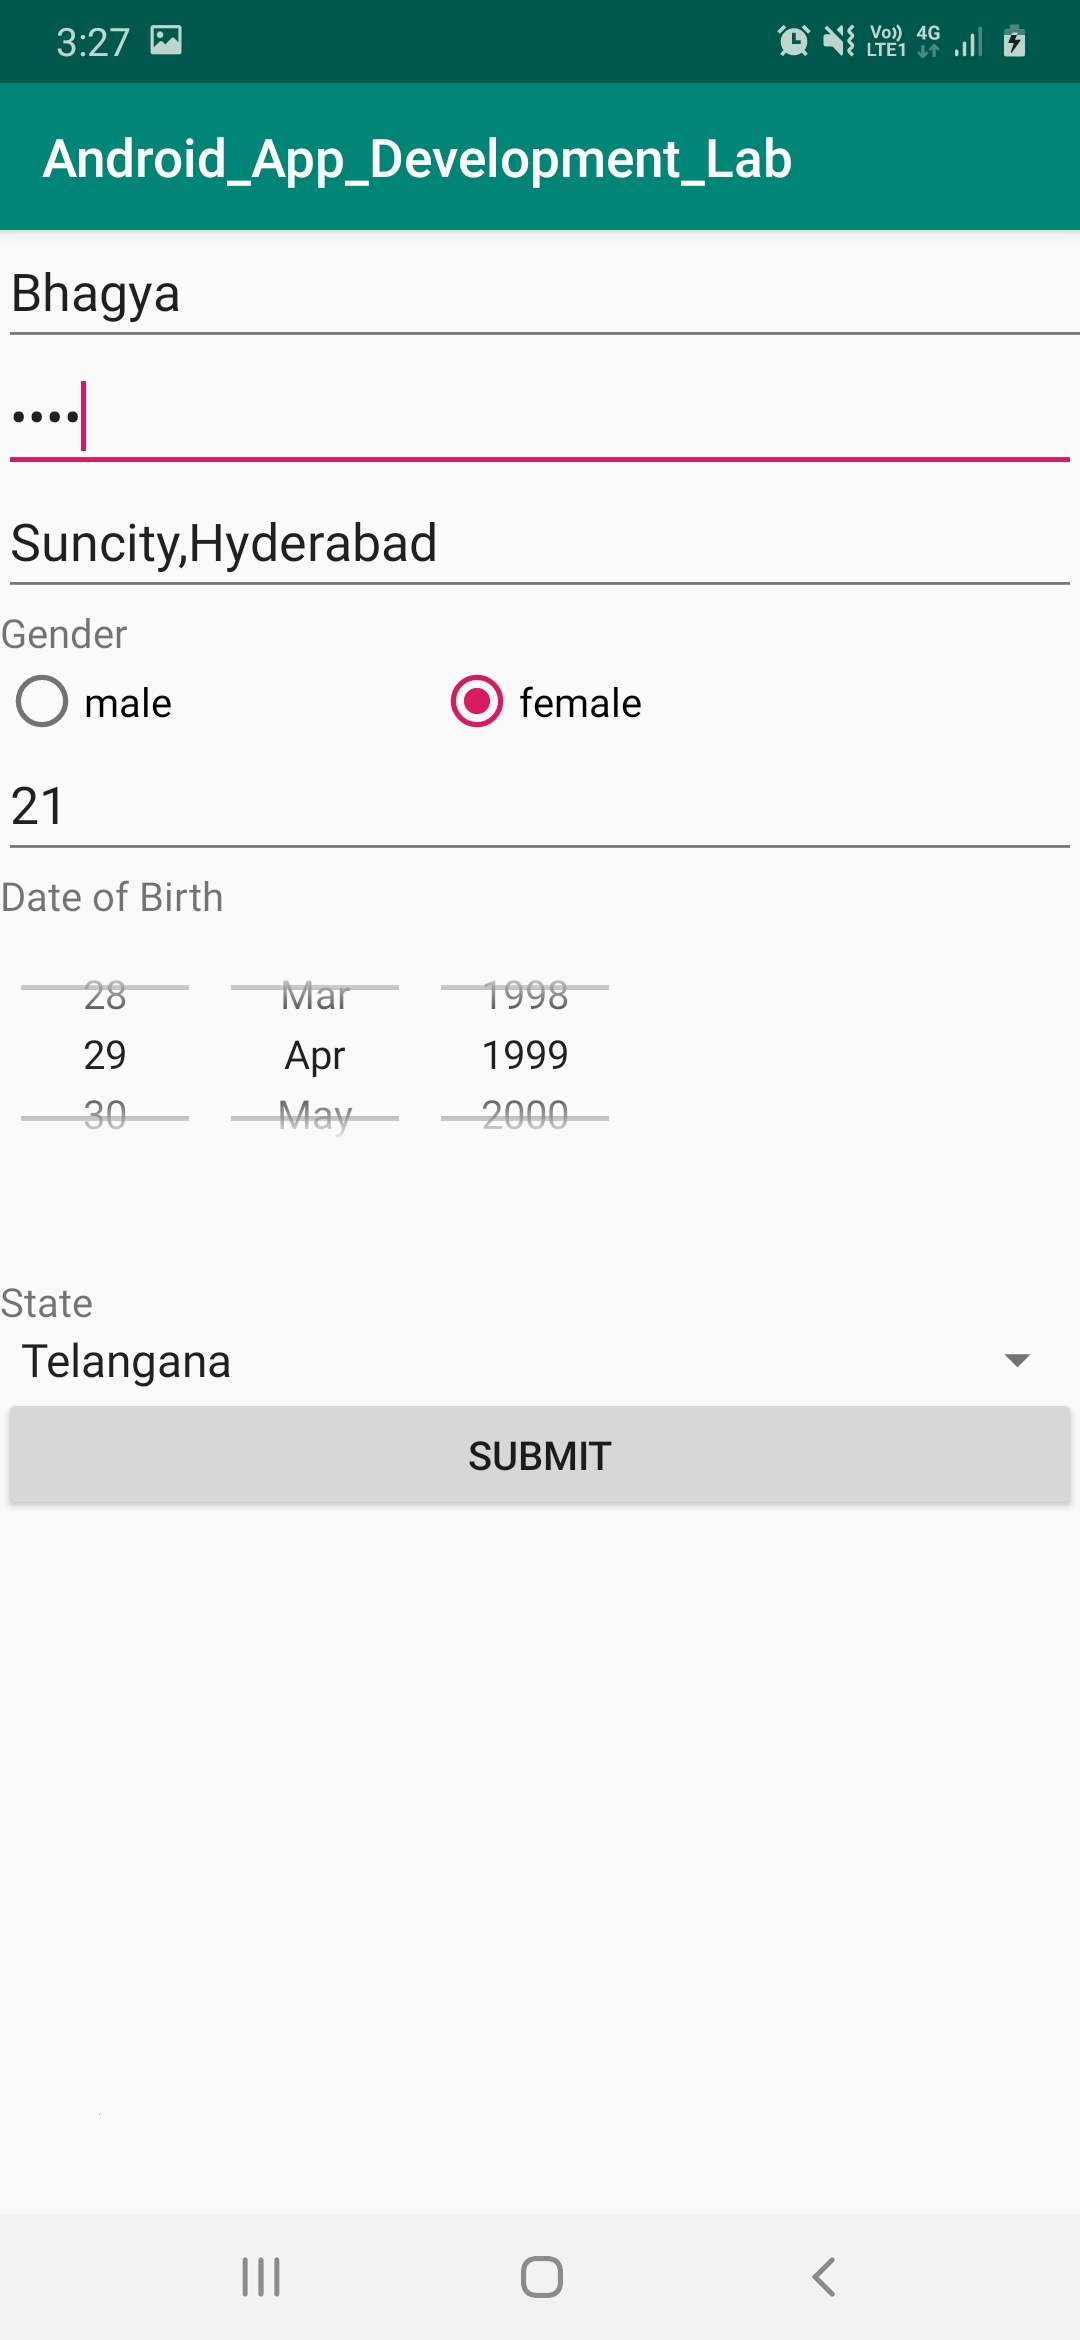 3:27 Vo)) LTE1 4G
Android_App_Development_Lab
Bhagya
••••
Suncity,Hyderabad
Gender
male female
21
Date of Birth
28 Mar 1998
29 Apr 1999
30 May 2000
State
Telangana
SUBMIT